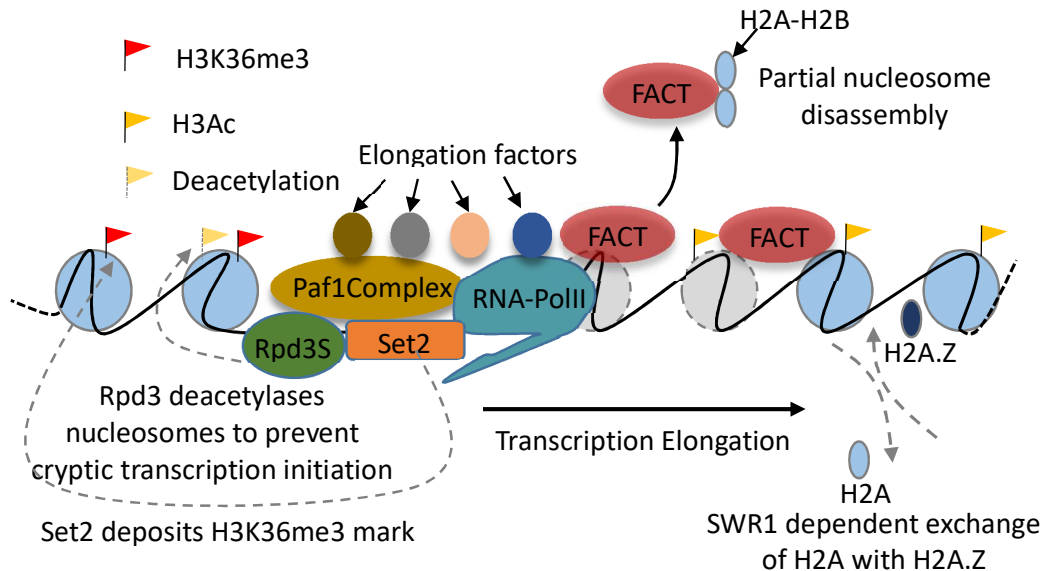 H3K36me3
H3Ac
Deacetylation
Elongation factors
H2A-H2B
FACT
Partial nucleosome
disassembly
FACT
FACT
Paf1Complex
RNA-PolII
Rpd3S
Set2
H2A.Z
Rpd3 deacetylases
nucleosomes to prevent
cryptic transcription initiation
Set2 deposits H3K36me3 mark
Transcription Elongation
H2A
SWR1 dependent exchange
of H2A with H2A.Z